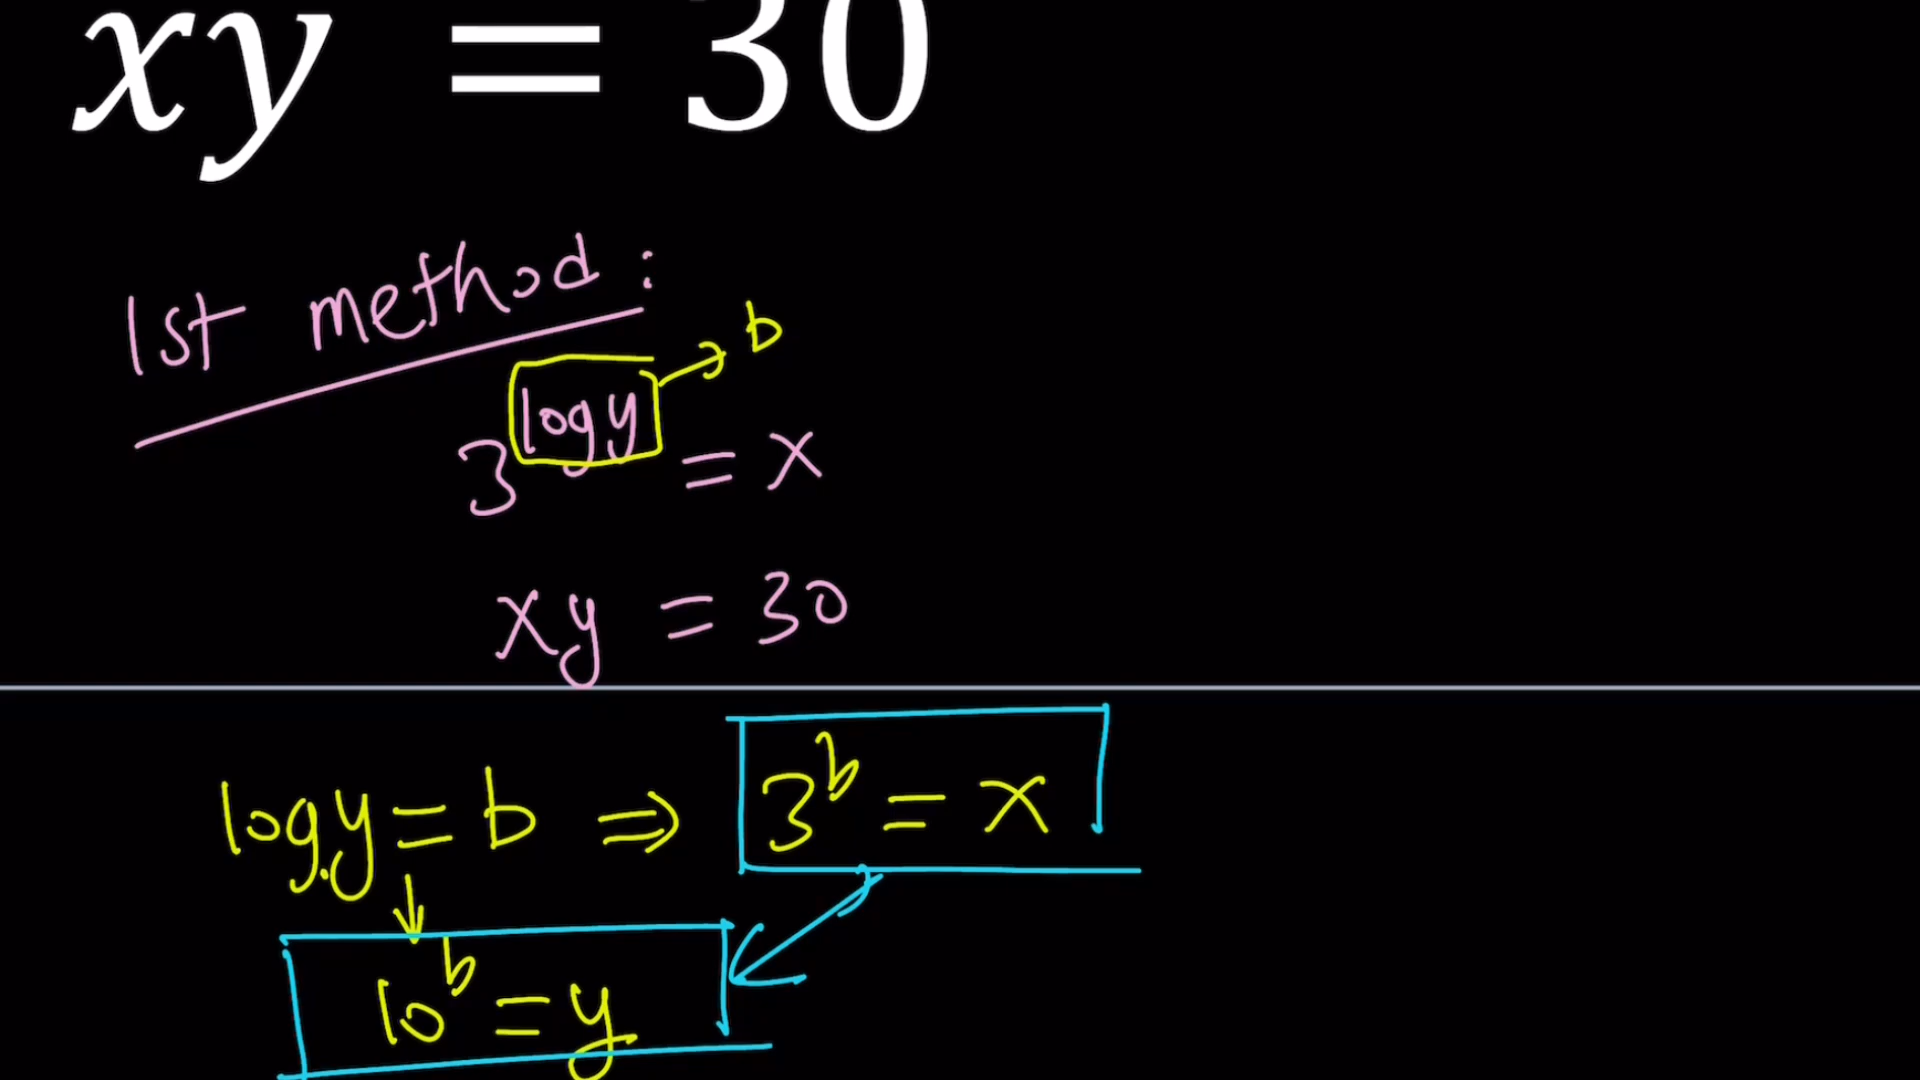 xy = 30
1st method:
b
3^{log y} = x
xy = 30
log y = b ⇒ 3^b = x
10^b = y